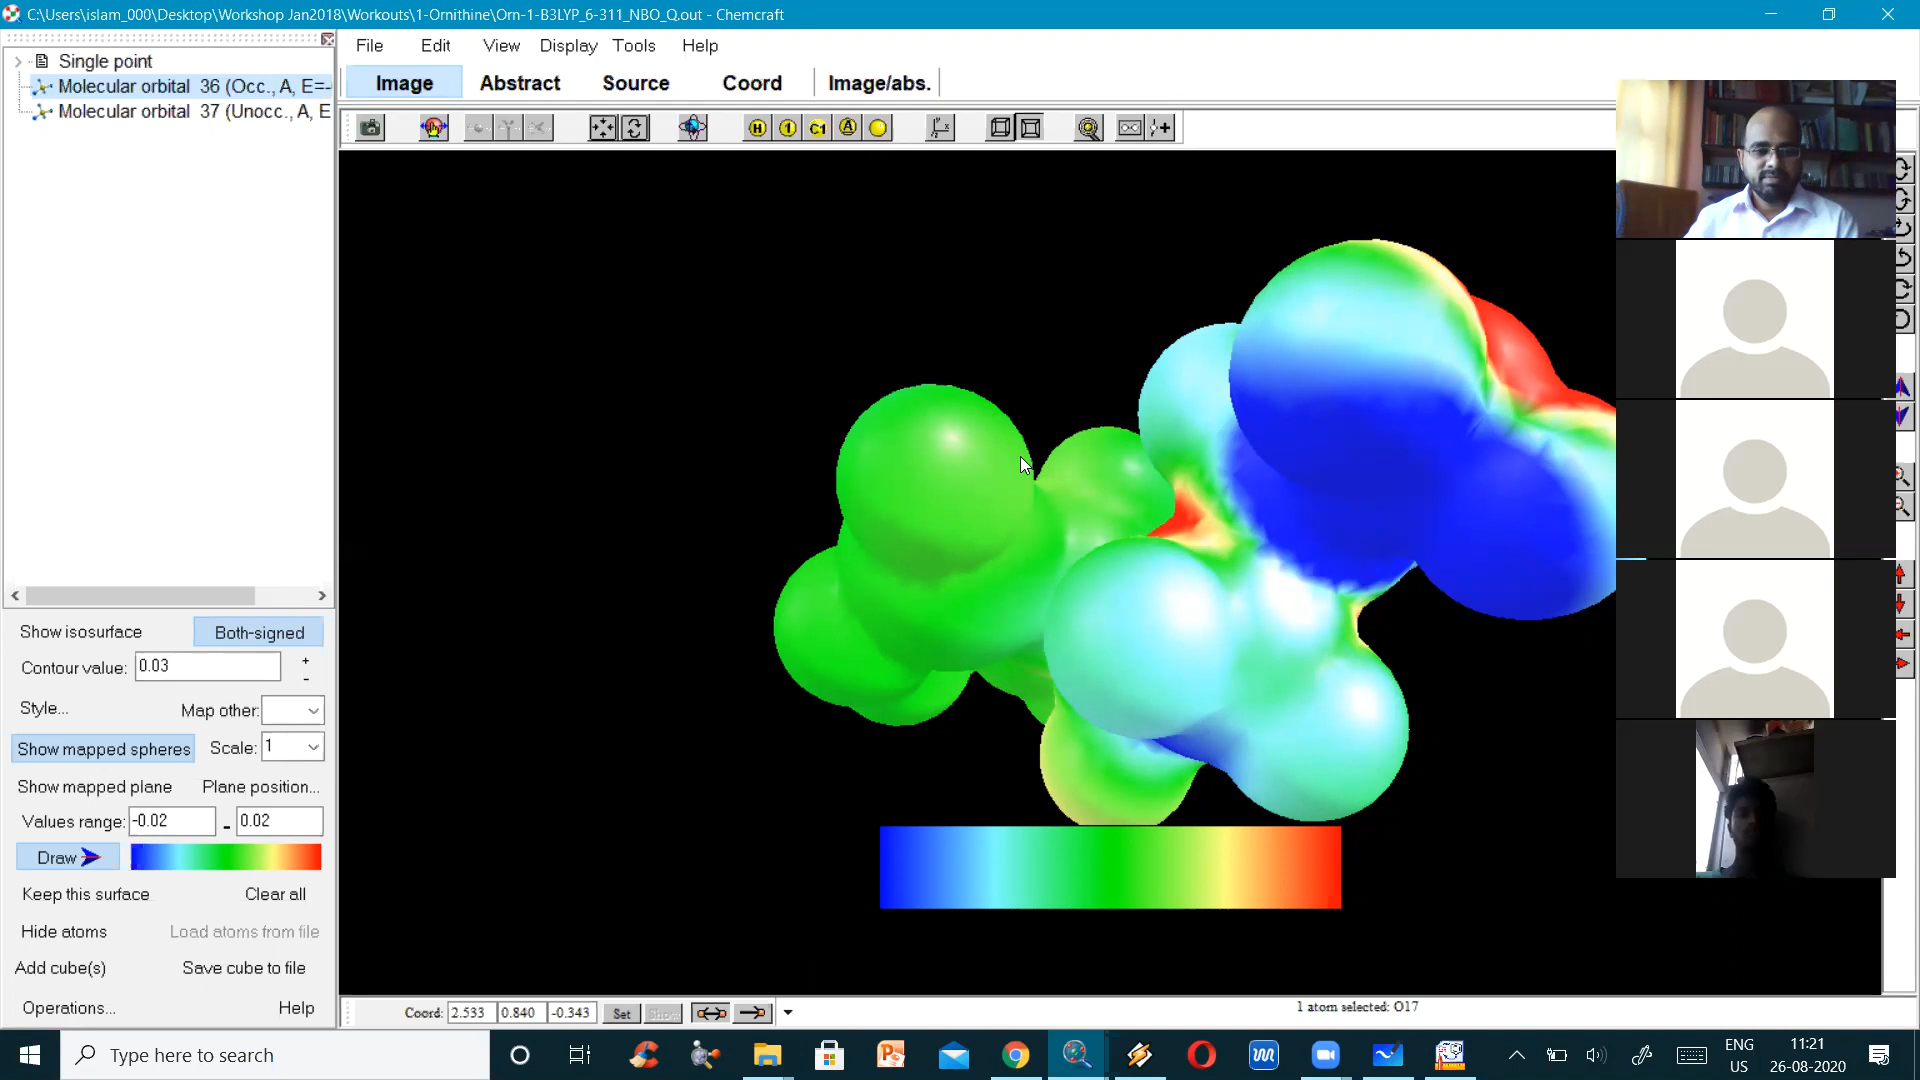 C:\Users\islam_000\Desktop\Workshop Jan2018\Workouts\1-Ornithine\Orn-1-B3LYP_6-311_NBO_Q.out - Chemcraft
File Edit View Display Tools Help
Image Abstract Source Coord Image/abs.
Single point
Molecular orbital 36 (Occ., A, E=-
Molecular orbital 37 (Unocc., A, E
H 1 C1 A
Show isosurface Both-signed
Contour value: 0.03 + -
Style... Map other:
Show mapped spheres Scale: 1
Show mapped plane Plane position...
Values range: -0.02 - 0.02
Draw
Keep this surface Clear all
Hide atoms Load atoms from file
Add cube(s) Save cube to file
Operations... Help
Coord: 2.533 0.840 -0.343 Set Show 1 atom selected: O17
Type here to search
ENG
US
11:21
26-08-2020